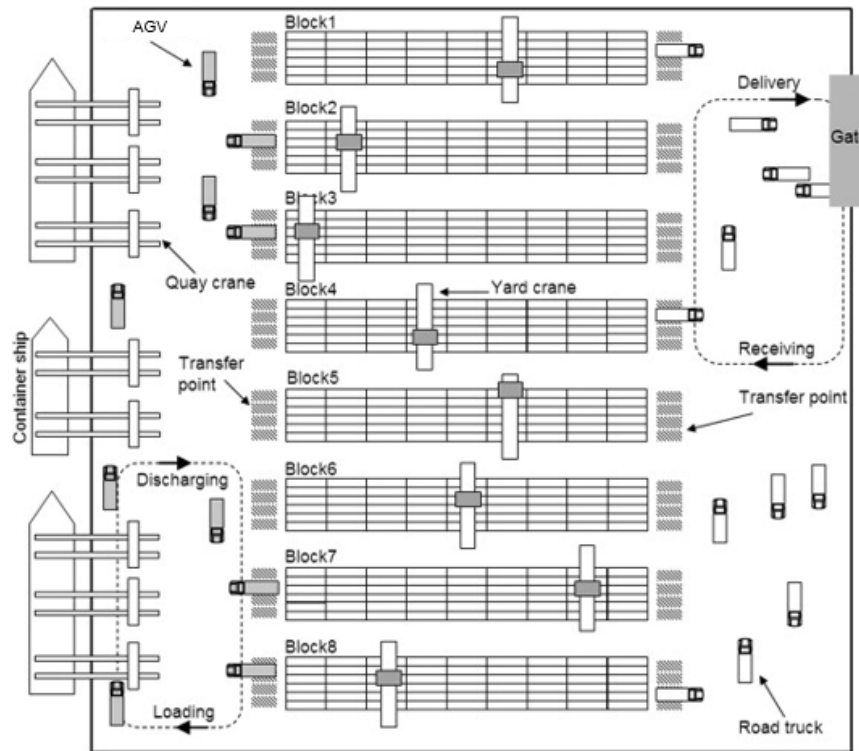 AGV
Block1
Delivery
Block2
Gat
Block3
Quay crane
Block4
Yard crane
Container ship
Transfer
point
Receiving
Block5
Transfer point
Block6
Discharging
Block7
Block8
Loading
Road truck